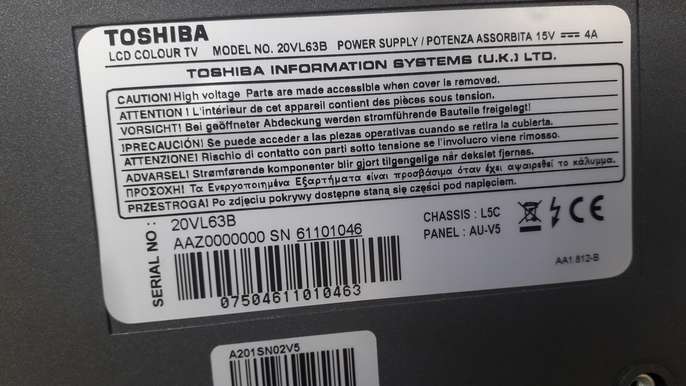 TOSHIBA
LCD COLOUR TV MODEL NO. 20VL63B POWER SUPPLY / POTENZA ASSORBITA 15V ⎓ 4A
TOSHIBA INFORMATION SYSTEMS (U.K.) LTD.
CAUTION! High voltage Parts are made accessible when cover is removed.
ATTENTION ! L'intérieur de cet appareil contient des pièces sous tension.
VORSICHT! Bei geöffneter Abdeckung werden stromführende Bauteile freigelegt!
¡PRECAUCIÓN! Se puede acceder a las piezas operativas cuando se retira la cubierta.
ATTENZIONE! Rischio di contatto con parti sotto tensione se l'involucro viene rimosso.
ADVARSEL! Strømførende komponenter blir gjort tilgengelige når dekslet fjernes.
ΠΡΟΣΟΧΗ! Τα Ενεργοποιημένα Εξαρτήματα είναι προσβάσιμα όταν έχει αφαιρεθεί το κάλυμμα.
PRZESTROGA! Po zdjęciu pokrywy dostępne staną się części pod napięciem.
SERIAL NO :
20VL63B
AAZ0000000 SN 61101046
07504611010463
CHASSIS : L5C
PANEL : AU-V5
CE
AA1 812-B
A201SN02V5